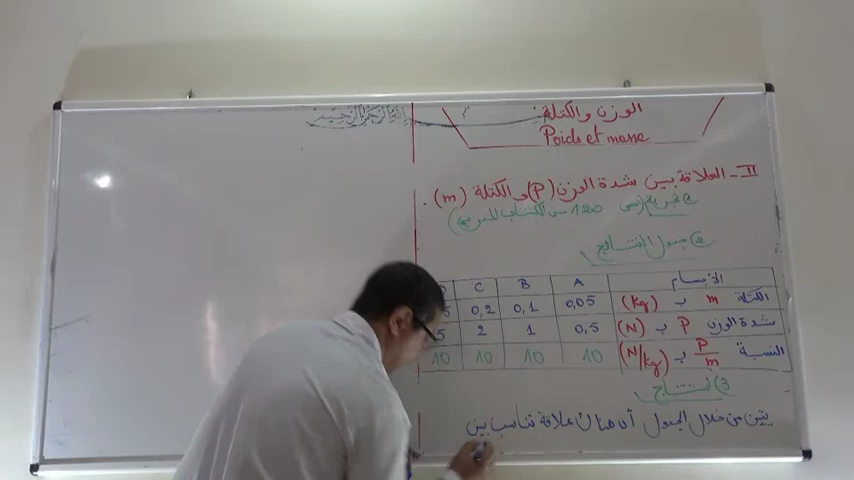 بسم الله الرحمن الرحيم
الوزن والكتلة
Poids et masse
II - العلاقة بين شدة الوزن (P) و الكتلة (m).
تجربة (ص 120 من الكتاب المدرسي)
2) جدول النتائج
الأجسام A B C D
الكتلة m ب (Kg) 0,05 0,1 0,2
شدة الوزن P ب (N) 0,5 1 2 5
النسبة P/m ب (N/kg) 10 10 10 10
3) استنتاج
يتبين من خلال الجدول أن هناك علاقة تناسب بين